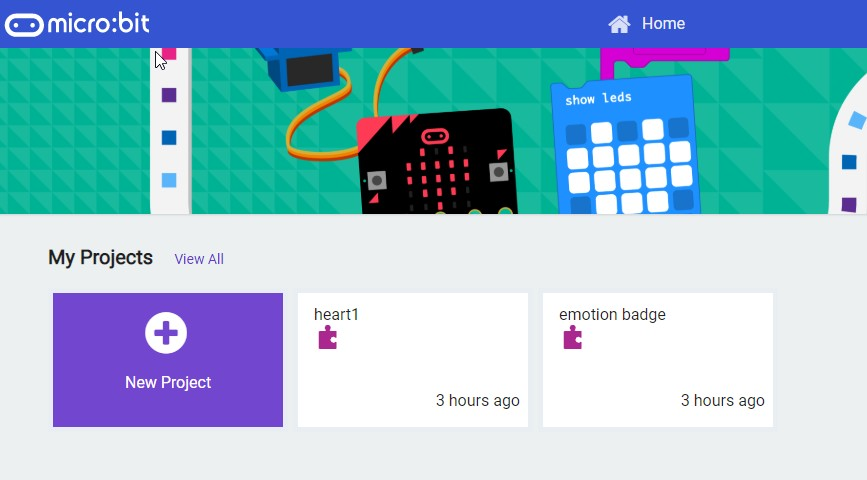 micro:bit
Home
show leds
My Projects View All
New Project
heart1
3 hours ago
emotion badge
3 hours ago